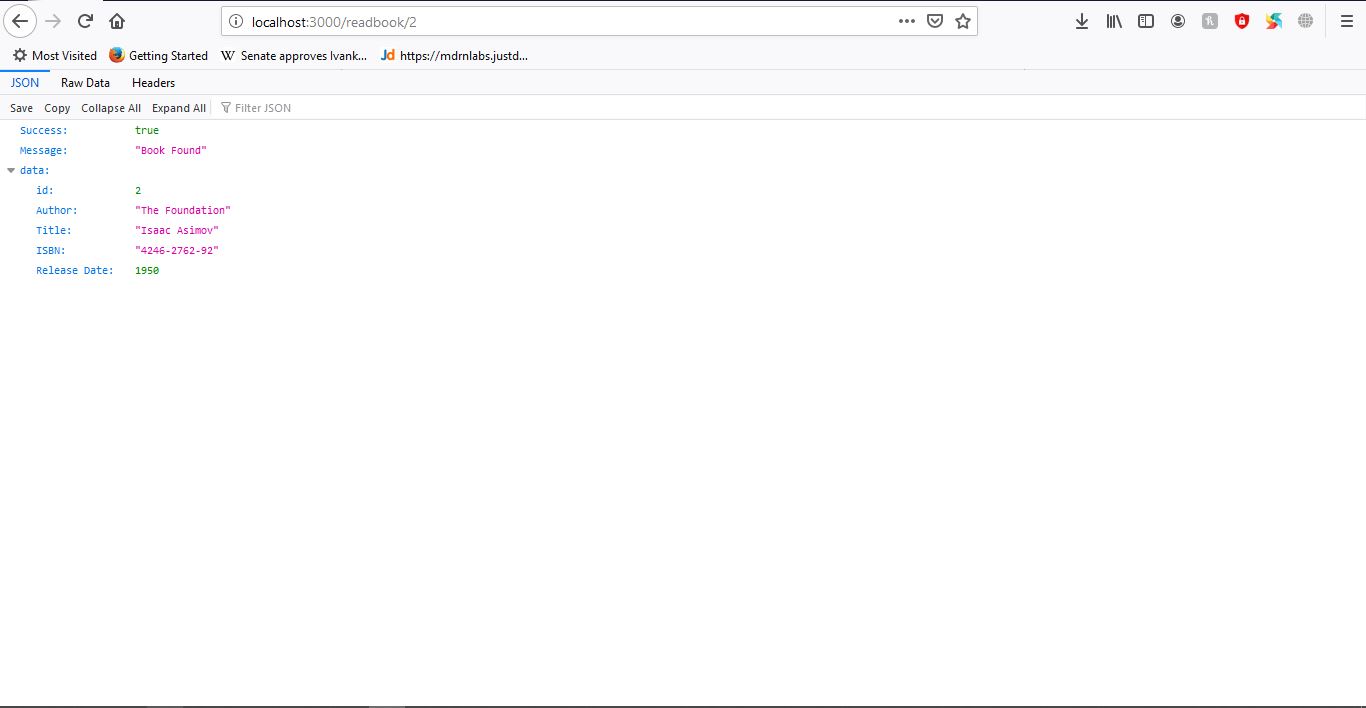 localhost:3000/readbook/2
Most Visited Getting Started W Senate approves Ivank... Jd https://mdrnlabs.justd...
JSON Raw Data Headers
Save Copy Collapse All Expand All Filter JSON
Success: true
Message: "Book Found"
data:
id: 2
Author: "The Foundation"
Title: "Isaac Asimov"
ISBN: "4246-2762-92"
Release Date: 1950